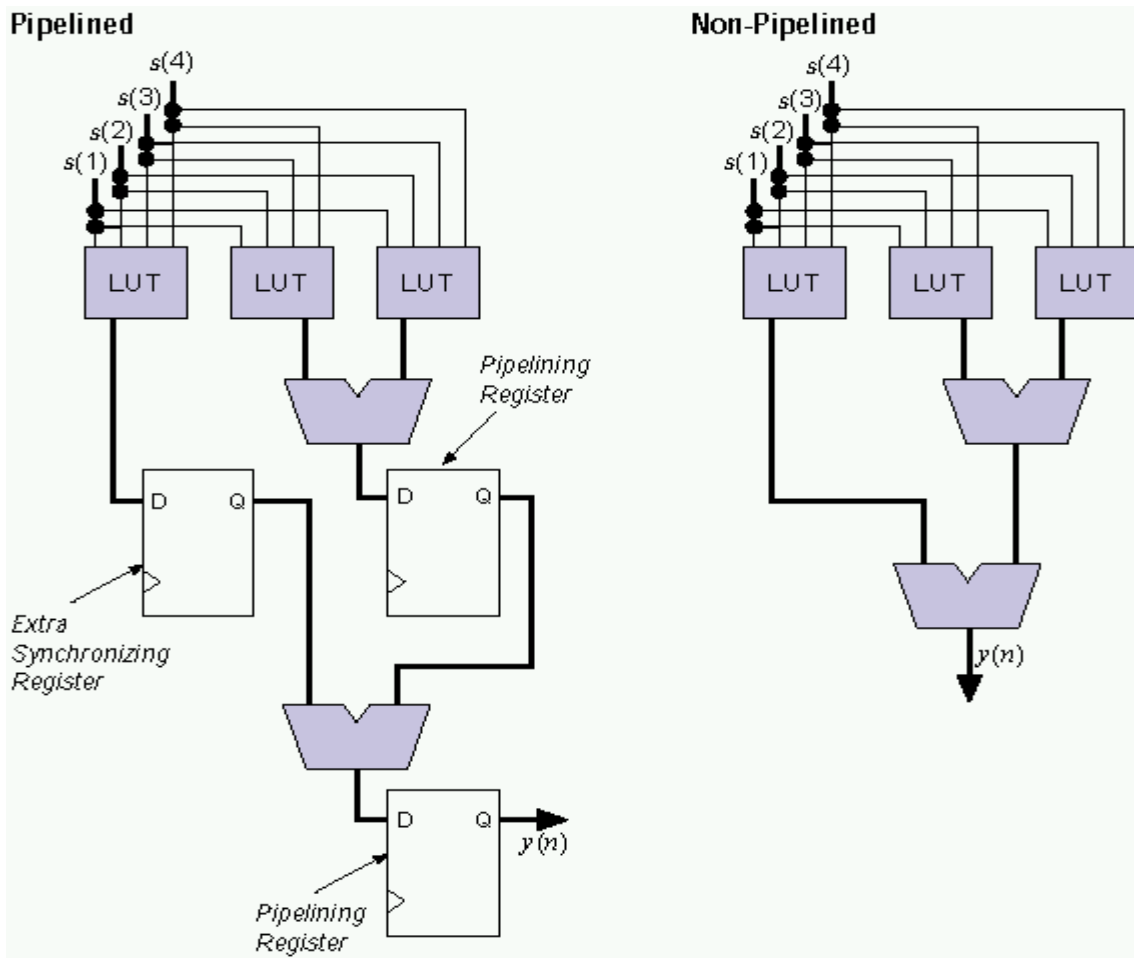 Pipelined
s(4)
s(3)
s(2)
s(1)
LUT
LUT
LUT
Pipelining
Register
D Q
D Q
Extra
Synchronizing
Register
D Q
y(n)
Pipelining
Register
Non-Pipelined
s(4)
s(3)
s(2)
s(1)
LUT
LUT
LUT
y(n)